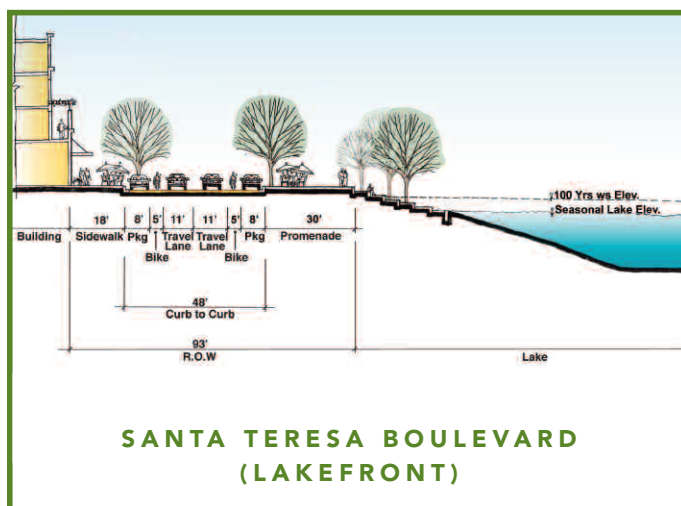 100 Yrs ws Elev.
Seasonal Lake Elev.
18' 8' 5' 11' 11' 5' 8' 30'
Building Sidewalk Pkg Travel Lane Travel Lane Pkg Promenade
Bike Bike
48'
Curb to Curb
93'
R.O.W Lake
SANTA TERESA BOULEVARD
(LAKEFRONT)